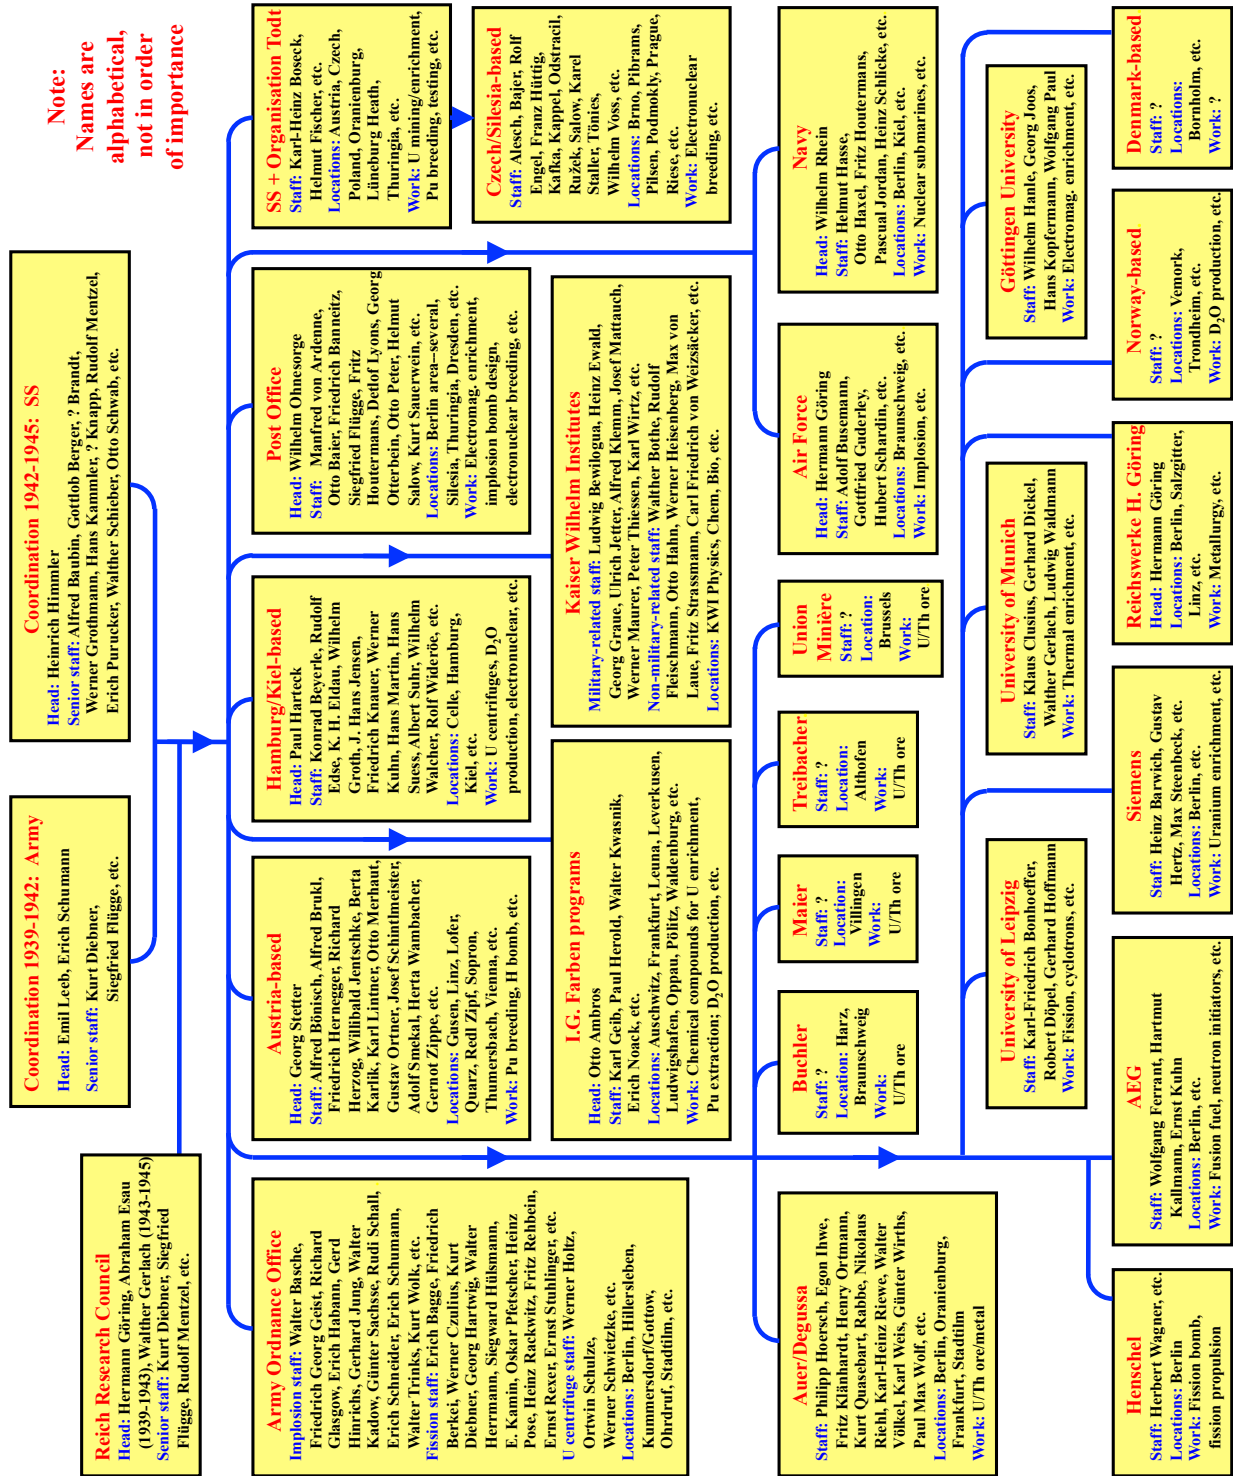 Note:
Names are
alphabetical,
not in order
of importance
Coordination 1939-1942: Army
Head: Emil Leeb, Erich Schumann
Senior staff: Kurt Diebner,
Siegfried Flügge, etc.
Coordination 1942-1945: SS
Head: Heinrich Himmler
Senior staff: Alfred Baubin, Gottlob Berger, ? Brandt,
Werner Grothmann, Hans Kammler, ? Knapp, Rudolf Mentzel,
Erich Purucker, Walther Schieber, Otto Schwab, etc.
Reich Research Council
Head: Hermann Göring, Abraham Esau
(1939-1943), Walther Gerlach (1943-1945)
Senior staff: Kurt Diebner, Siegfried
Flügge, Rudolf Mentzel, etc.
Army Ordnance Office
Implosion staff: Walter Basche,
Friedrich Georg Geist, Richard
Glasgow, Erich Habann, Gerd
Hinrichs, Gerhard Jung, Walter
Kadow, Günter Sachsse, Rudi Schall,
Erich Schneider, Erich Schumann,
Walter Trinks, Kurt Wolk, etc.
Fission staff: Erich Bagge, Friedrich
Berkei, Werner Czulius, Kurt
Diebner, Georg Hartwig, Walter
Herrmann, Siegward Hülsmann,
E. Kamin, Oskar Pfetscher, Heinz
Pose, Heinz Rackwitz, Fritz Rehbein,
Ernst Rexer, Ernst Stuhlinger, etc.
U centrifuge staff: Werner Holtz,
Ortwin Schulze,
Werner Schwietzke, etc.
Locations: Berlin, Hillersleben,
Kummersdorf/Gottow,
Ohrdruf, Stadtilm, etc.
Austria-based
Head: Georg Stetter
Staff: Alfred Bönisch, Alfred Brukl,
Friedrich Hernegger, Richard
Herzog, Willibald Jentschke, Berta
Karlik, Karl Lintner, Otto Merhaut,
Gustav Ortner, Josef Schintlmeister,
Adolf Smekal, Herta Wambacher,
Gernot Zippe, etc.
Locations: Gusen, Linz, Lofer,
Quarz, Redl Zipf, Sopron,
Thumersbach, Vienna, etc.
Work: Pu breeding, H bomb, etc.
Hamburg/Kiel-based
Head: Paul Harteck
Staff: Konrad Beyerle, Rudolf
Edse, K. H. Eldau, Wilhelm
Groth, J. Hans Jensen,
Friedrich Knauer, Werner
Kuhn, Hans Martin, Hans
Suess, Albert Suhr, Wilhelm
Walcher, Rolf Wideröe, etc.
Locations: Celle, Hamburg,
Kiel, etc.
Work: U centrifuges, D₂O
production, electronuclear, etc.
Post Office
Head: Wilhelm Ohnesorge
Staff: Manfred von Ardenne,
Otto Baier, Friedrich Banneitz,
Siegfried Flügge, Fritz
Houtermans, Detlof Lyons, Georg
Otterbein, Otto Peter, Helmut
Salow, Kurt Sauerwein, etc.
Locations: Berlin area–several,
Silesia, Thuringia, Dresden, etc.
Work: Electromag. enrichment,
implosion bomb design,
electronuclear breeding, etc.
SS + Organisation Todt
Staff: Karl-Heinz Boseck,
Helmut Fischer, etc.
Locations: Austria, Czech,
Poland, Oranienburg,
Lüneburg Heath,
Thuringia, etc.
Work: U mining/enrichment,
Pu breeding, testing, etc.
Czech/Silesia-based
Staff: Alesch, Bajer, Rolf
Engel, Franz Hüttig,
Kafka, Kappel, Odstracil,
Ružek, Salow, Karel
Staller, Tönies,
Wilhelm Voss, etc.
Locations: Brno, Pibrams,
Pilsen, Podmokly, Prague,
Riese, etc.
Work: Electronuclear
breeding, etc.
I.G. Farben programs
Head: Otto Ambros
Staff: Karl Geib, Paul Herold, Walter Kwasnik,
Erich Noack, etc.
Locations: Auschwitz, Frankfurt, Leuna, Leverkusen,
Ludwigshafen, Oppau, Pölitz, Waldenburg, etc.
Work: Chemical compounds for U enrichment,
Pu extraction; D₂O production, etc.
Kaiser Wilhelm Institutes
Military-related staff: Ludwig Bewilogua, Heinz Ewald,
Georg Graue, Ulrich Jetter, Alfred Klemm, Josef Mattauch,
Werner Maurer, Peter Thiessen, Karl Wirtz, etc.
Non-military-related staff: Walther Bothe, Rudolf
Fleischmann, Otto Hahn, Werner Heisenberg, Max von
Laue, Fritz Strassmann, Carl Friedrich von Weizsäcker, etc.
Locations: KWI Physics, Chem, Bio, etc.
Auer/Degussa
Staff: Philipp Hoersch, Egon Ihwe,
Fritz Klänhardt, Henry Ortmann,
Kurt Quasebart, Rabbe, Nikolaus
Riehl, Karl-Heinz Riewe, Walter
Völkel, Karl Weis, Günter Wirths,
Paul Max Wolf, etc.
Locations: Berlin, Oranienburg,
Frankfurt, Stadtilm
Work: U/Th ore/metal
Buchler
Staff: ?
Location: Harz,
Braunschweig
Work:
U/Th ore
Maier
Staff: ?
Location:
Villingen
Work:
U/Th ore
Treibacher
Staff: ?
Location:
Althofen
Work:
U/Th ore
Union
Minière
Staff: ?
Location:
Brussels
Work:
U/Th ore
Air Force
Head: Hermann Göring
Staff: Adolf Busemann,
Gottfried Guderley,
Hubert Schardin, etc.
Locations: Braunschweig, etc.
Work: Implosion, etc.
Navy
Head: Wilhelm Rhein
Staff: Helmut Hasse,
Otto Haxel, Fritz Houtermans,
Pascual Jordan, Heinz Schlicke, etc.
Locations: Berlin, Kiel, etc.
Work: Nuclear submarines, etc.
University of Leipzig
Staff: Karl-Friedrich Bonhoeffer,
Robert Döpel, Gerhard Hoffmann
Work: Fission, cyclotrons, etc.
University of Munich
Staff: Klaus Clusius, Gerhard Dickel,
Walther Gerlach, Ludwig Waldmann
Work: Thermal enrichment, etc.
Göttingen University
Staff: Wilhelm Hanle, Georg Joos,
Hans Kopfermann, Wolfgang Paul
Work: Electromag. enrichment, etc.
Henschel
Staff: Herbert Wagner, etc.
Locations: Berlin
Work: Fission bomb,
fission propulsion
AEG
Staff: Wolfgang Ferrant, Hartmut
Kallmann, Ernst Kuhn
Locations: Berlin, etc.
Work: Fusion fuel, neutron initiators, etc.
Siemens
Staff: Heinz Barwich, Gustav
Hertz, Max Steenbeck, etc.
Locations: Berlin, etc.
Work: Uranium enrichment, etc.
Reichswerke H. Göring
Head: Hermann Göring
Locations: Berlin, Salzgitter,
Linz, etc.
Work: Metallurgy, etc.
Norway-based
Staff: ?
Locations: Vemork,
Trondheim, etc.
Work: D₂O production, etc.
Denmark-based
Staff: ?
Locations:
Bornholm, etc.
Work: ?